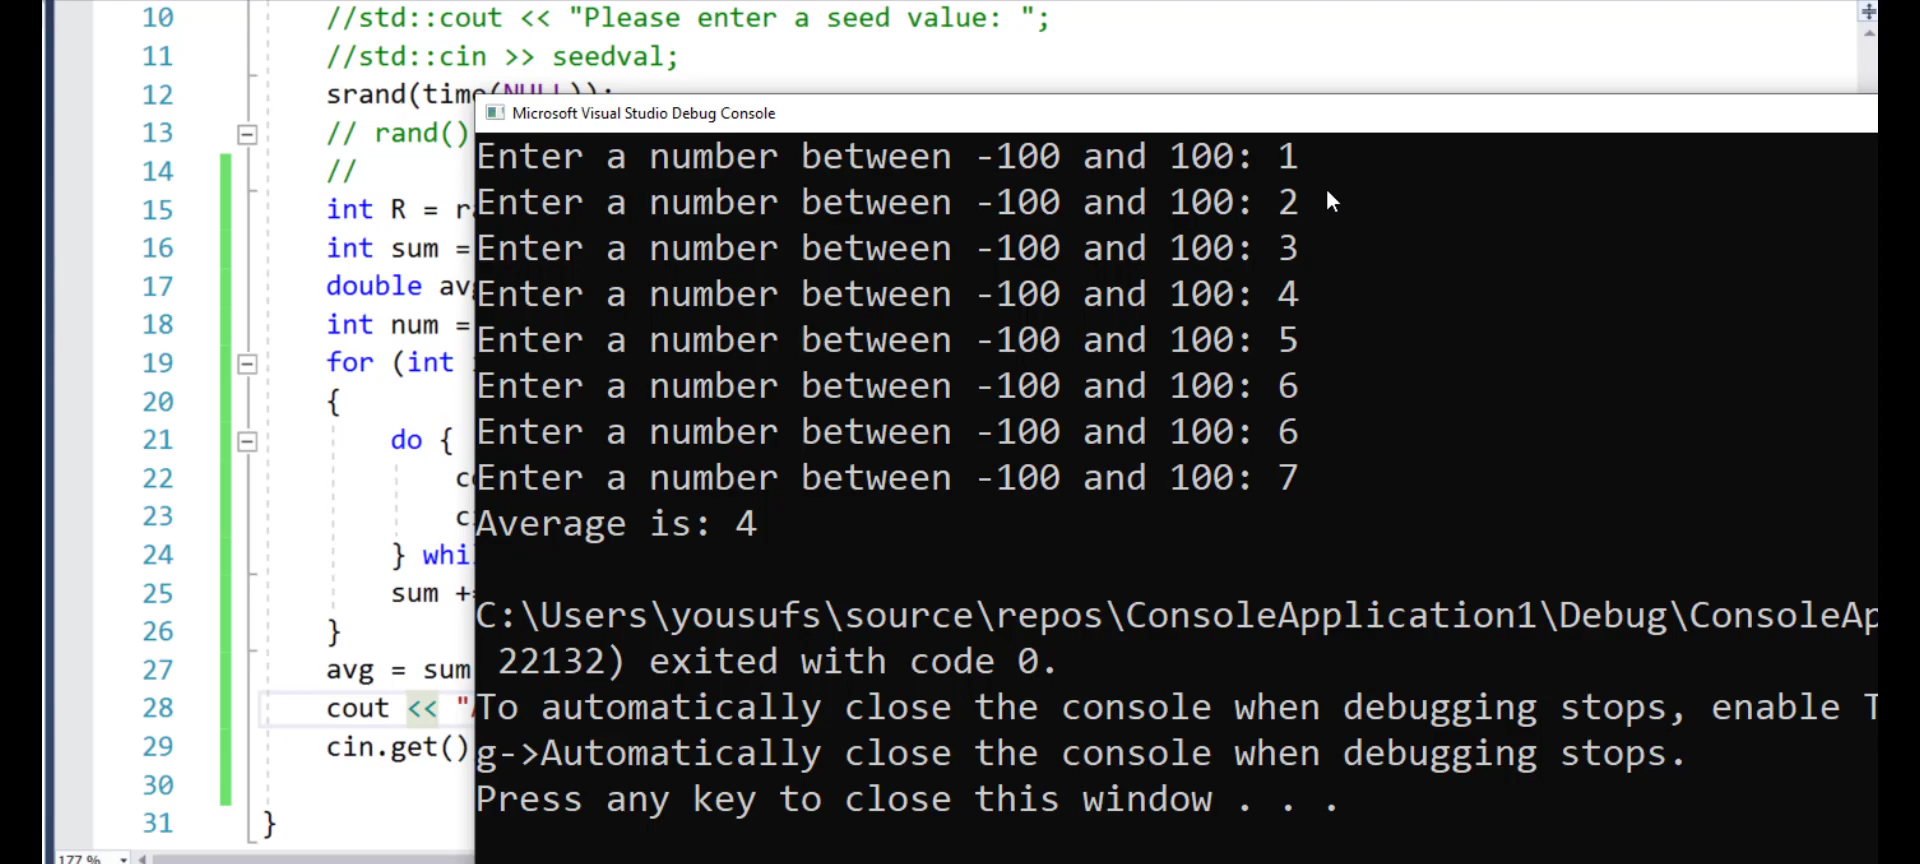 10 //std::cout << "Please enter a seed value: ";
11 //std::cin >> seedval;
12 srand(time(NULL));
Microsoft Visual Studio Debug Console
13 // rand()
Enter a number between -100 and 100: 1
14 //
15 int R = r
Enter a number between -100 and 100: 2
16 int sum =
Enter a number between -100 and 100: 3
17 double av
Enter a number between -100 and 100: 4
18 int num =
Enter a number between -100 and 100: 5
19 for (int
Enter a number between -100 and 100: 6
20 {
21 do {
Enter a number between -100 and 100: 6
22 c
Enter a number between -100 and 100: 7
23 c
Average is: 4
24 } whi
25 sum +=
C:\Users\yousufs\source\repos\ConsoleApplication1\Debug\ConsoleAp
26 }
22132) exited with code 0.
27 avg = sum
28 cout << "
To automatically close the console when debugging stops, enable T
29 cin.get()
g->Automatically close the console when debugging stops.
30
Press any key to close this window . . .
31 }
177 %